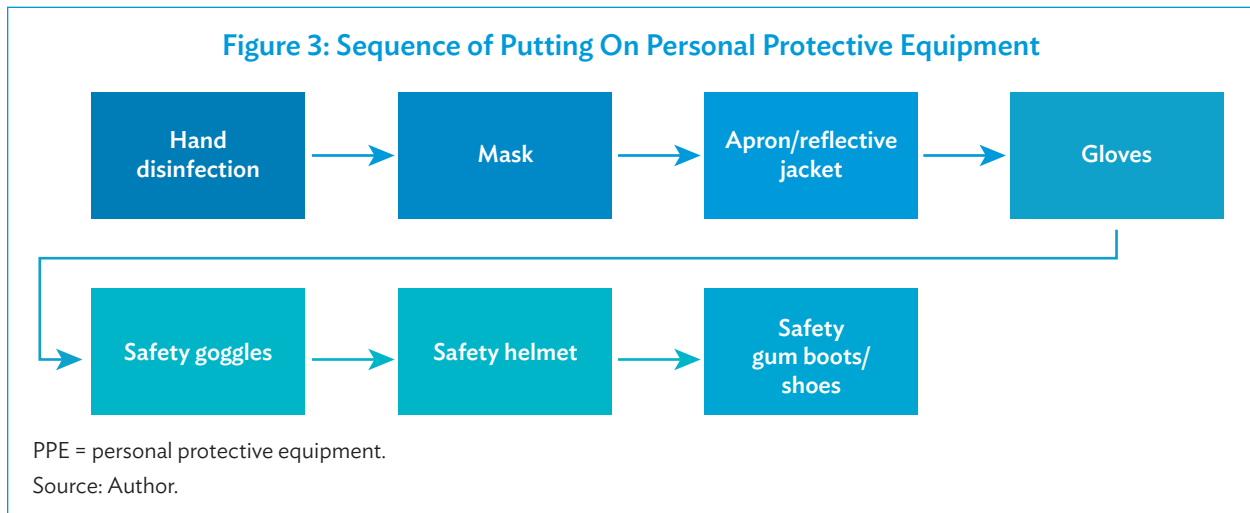 Figure 3: Sequence of Putting On Personal Protective Equipment
Hand
disinfection
Mask
Apron/reflective
jacket
Gloves
Safety goggles
Safety helmet
Safety
gum boots/
shoes
PPE = personal protective equipment.
Source: Author.